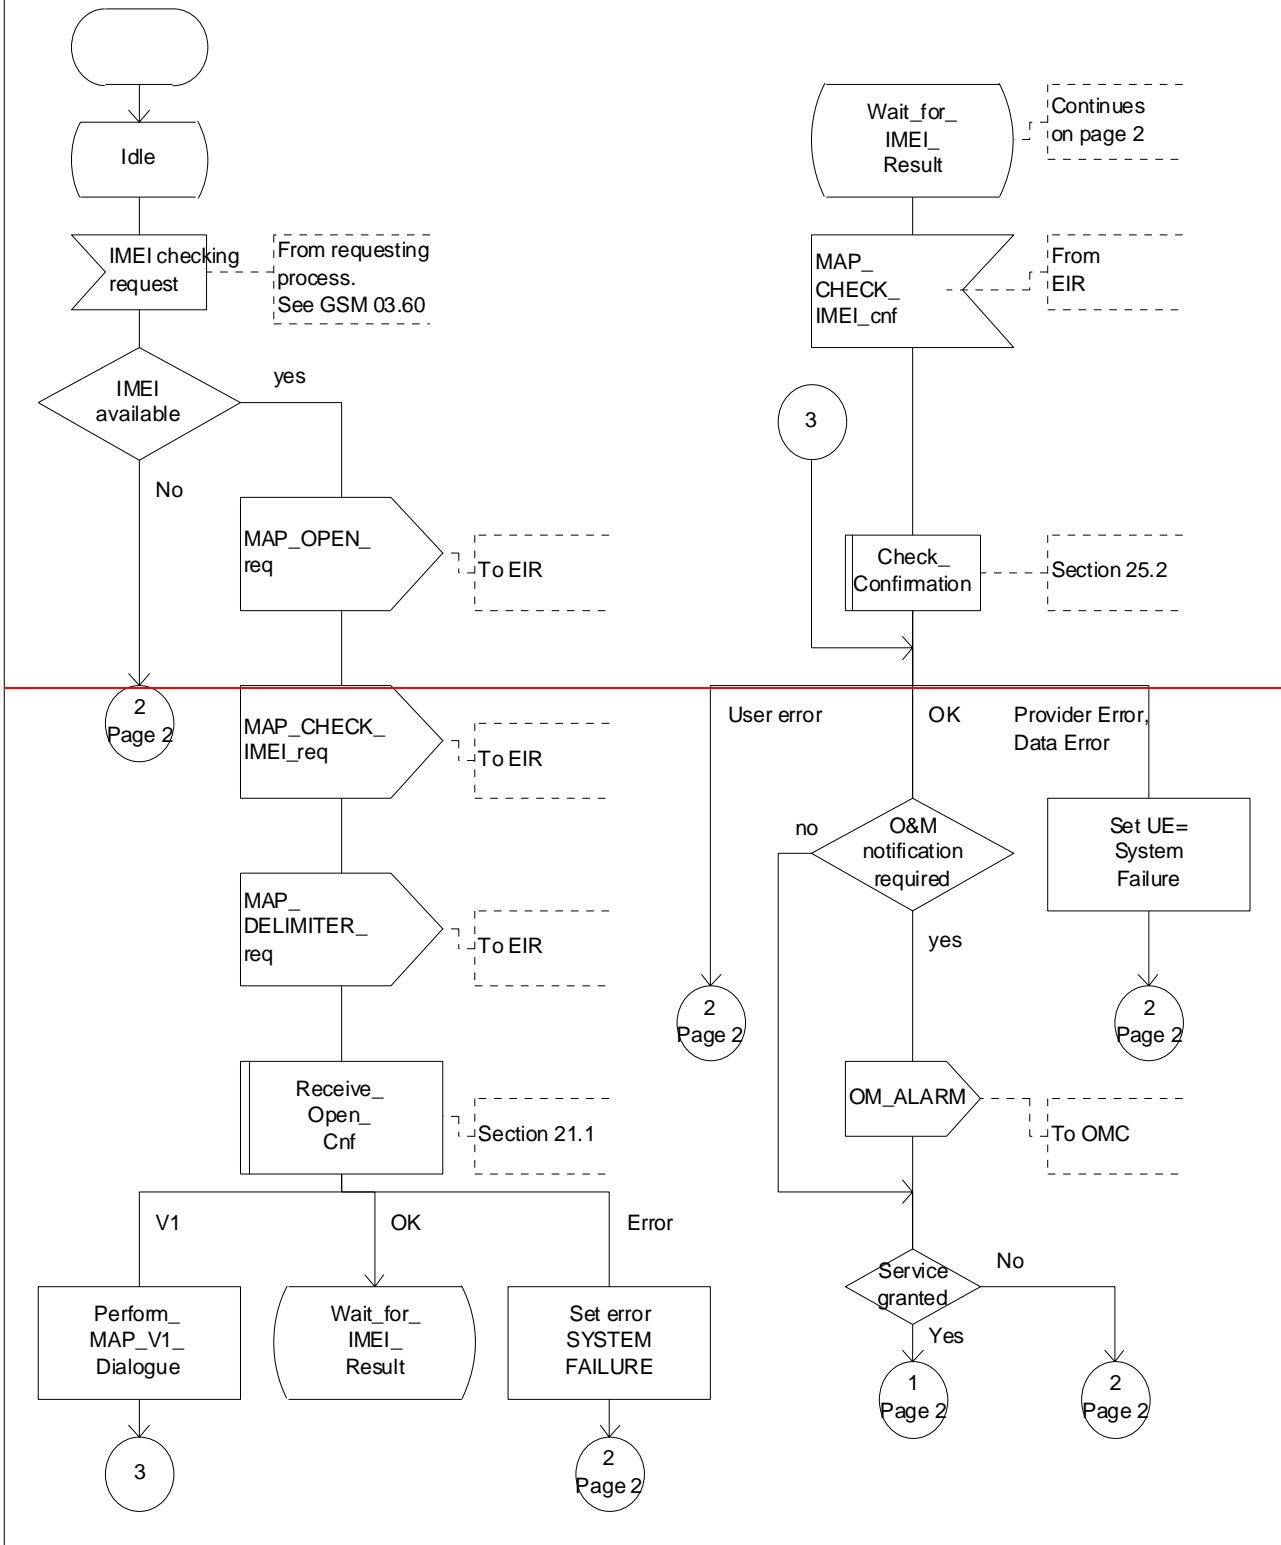 Idle
IMEI checking
request
From requesting
process.
See GSM 03.60
IMEI
available
yes
No
MAP_OPEN_
req
To EIR
2
Page 2
MAP_CHECK_
IMEI_req
To EIR
MAP_
DELIMITER_
req
To EIR
Receive_
Open_
Cnf
Section 21.1
V1
OK
Error
Perform_
MAP_V1_
Dialogue
Wait_for_
IMEI_
Result
Set error
SYSTEM
FAILURE
3
2
Page 2
Wait_for_
IMEI_
Result
Continues
on page 2
MAP_
CHECK_
IMEI_cnf
From
EIR
3
Check_
Confirmation
Section 25.2
User error
OK
Provider Error,
Data Error
no
O&M
notification
required
Set UE=
System
Failure
yes
2
Page 2
2
Page 2
OM_ALARM
To OMC
Service
granted
No
Yes
1
Page 2
2
Page 2